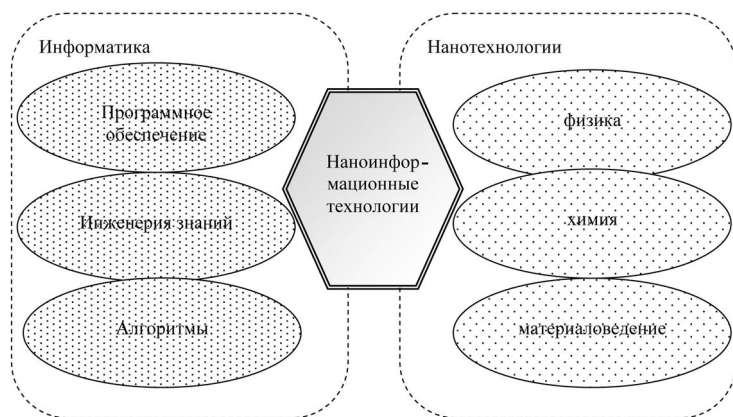 Информатика
Программное
обеспечение
Инженерия знаний
Алгоритмы
Наноинфор-
мационные
технологии
Нанотехнологии
физика
химия
материаловедение